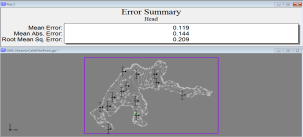 Error Summary
Head
Mean Error: 0.119
Mean Abs. Error: 0.144
Root Mean Sq. Error: 0.209